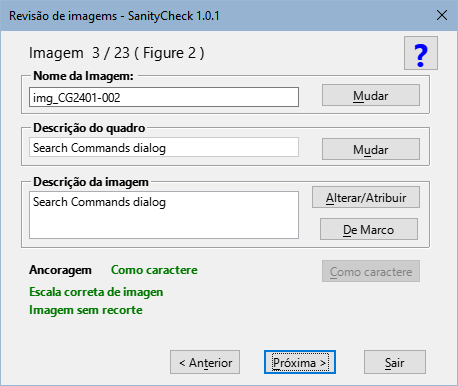 Revisão de imagems - SanityCheck 1.0.1
Imagem 3 / 23 ( Figure 2 )
?
Nome da Imagem:
img_CG2401-002
Mudar
Descrição do quadro
Search Commands dialog
Mudar
Descrição da imagem
Search Commands dialog
Alterar/Atribuir
De Marco
Ancoragem Como caractere
Como caractere
Escala correta de imagen
Imagem sem recorte
< Anterior
Próxima >
Sair